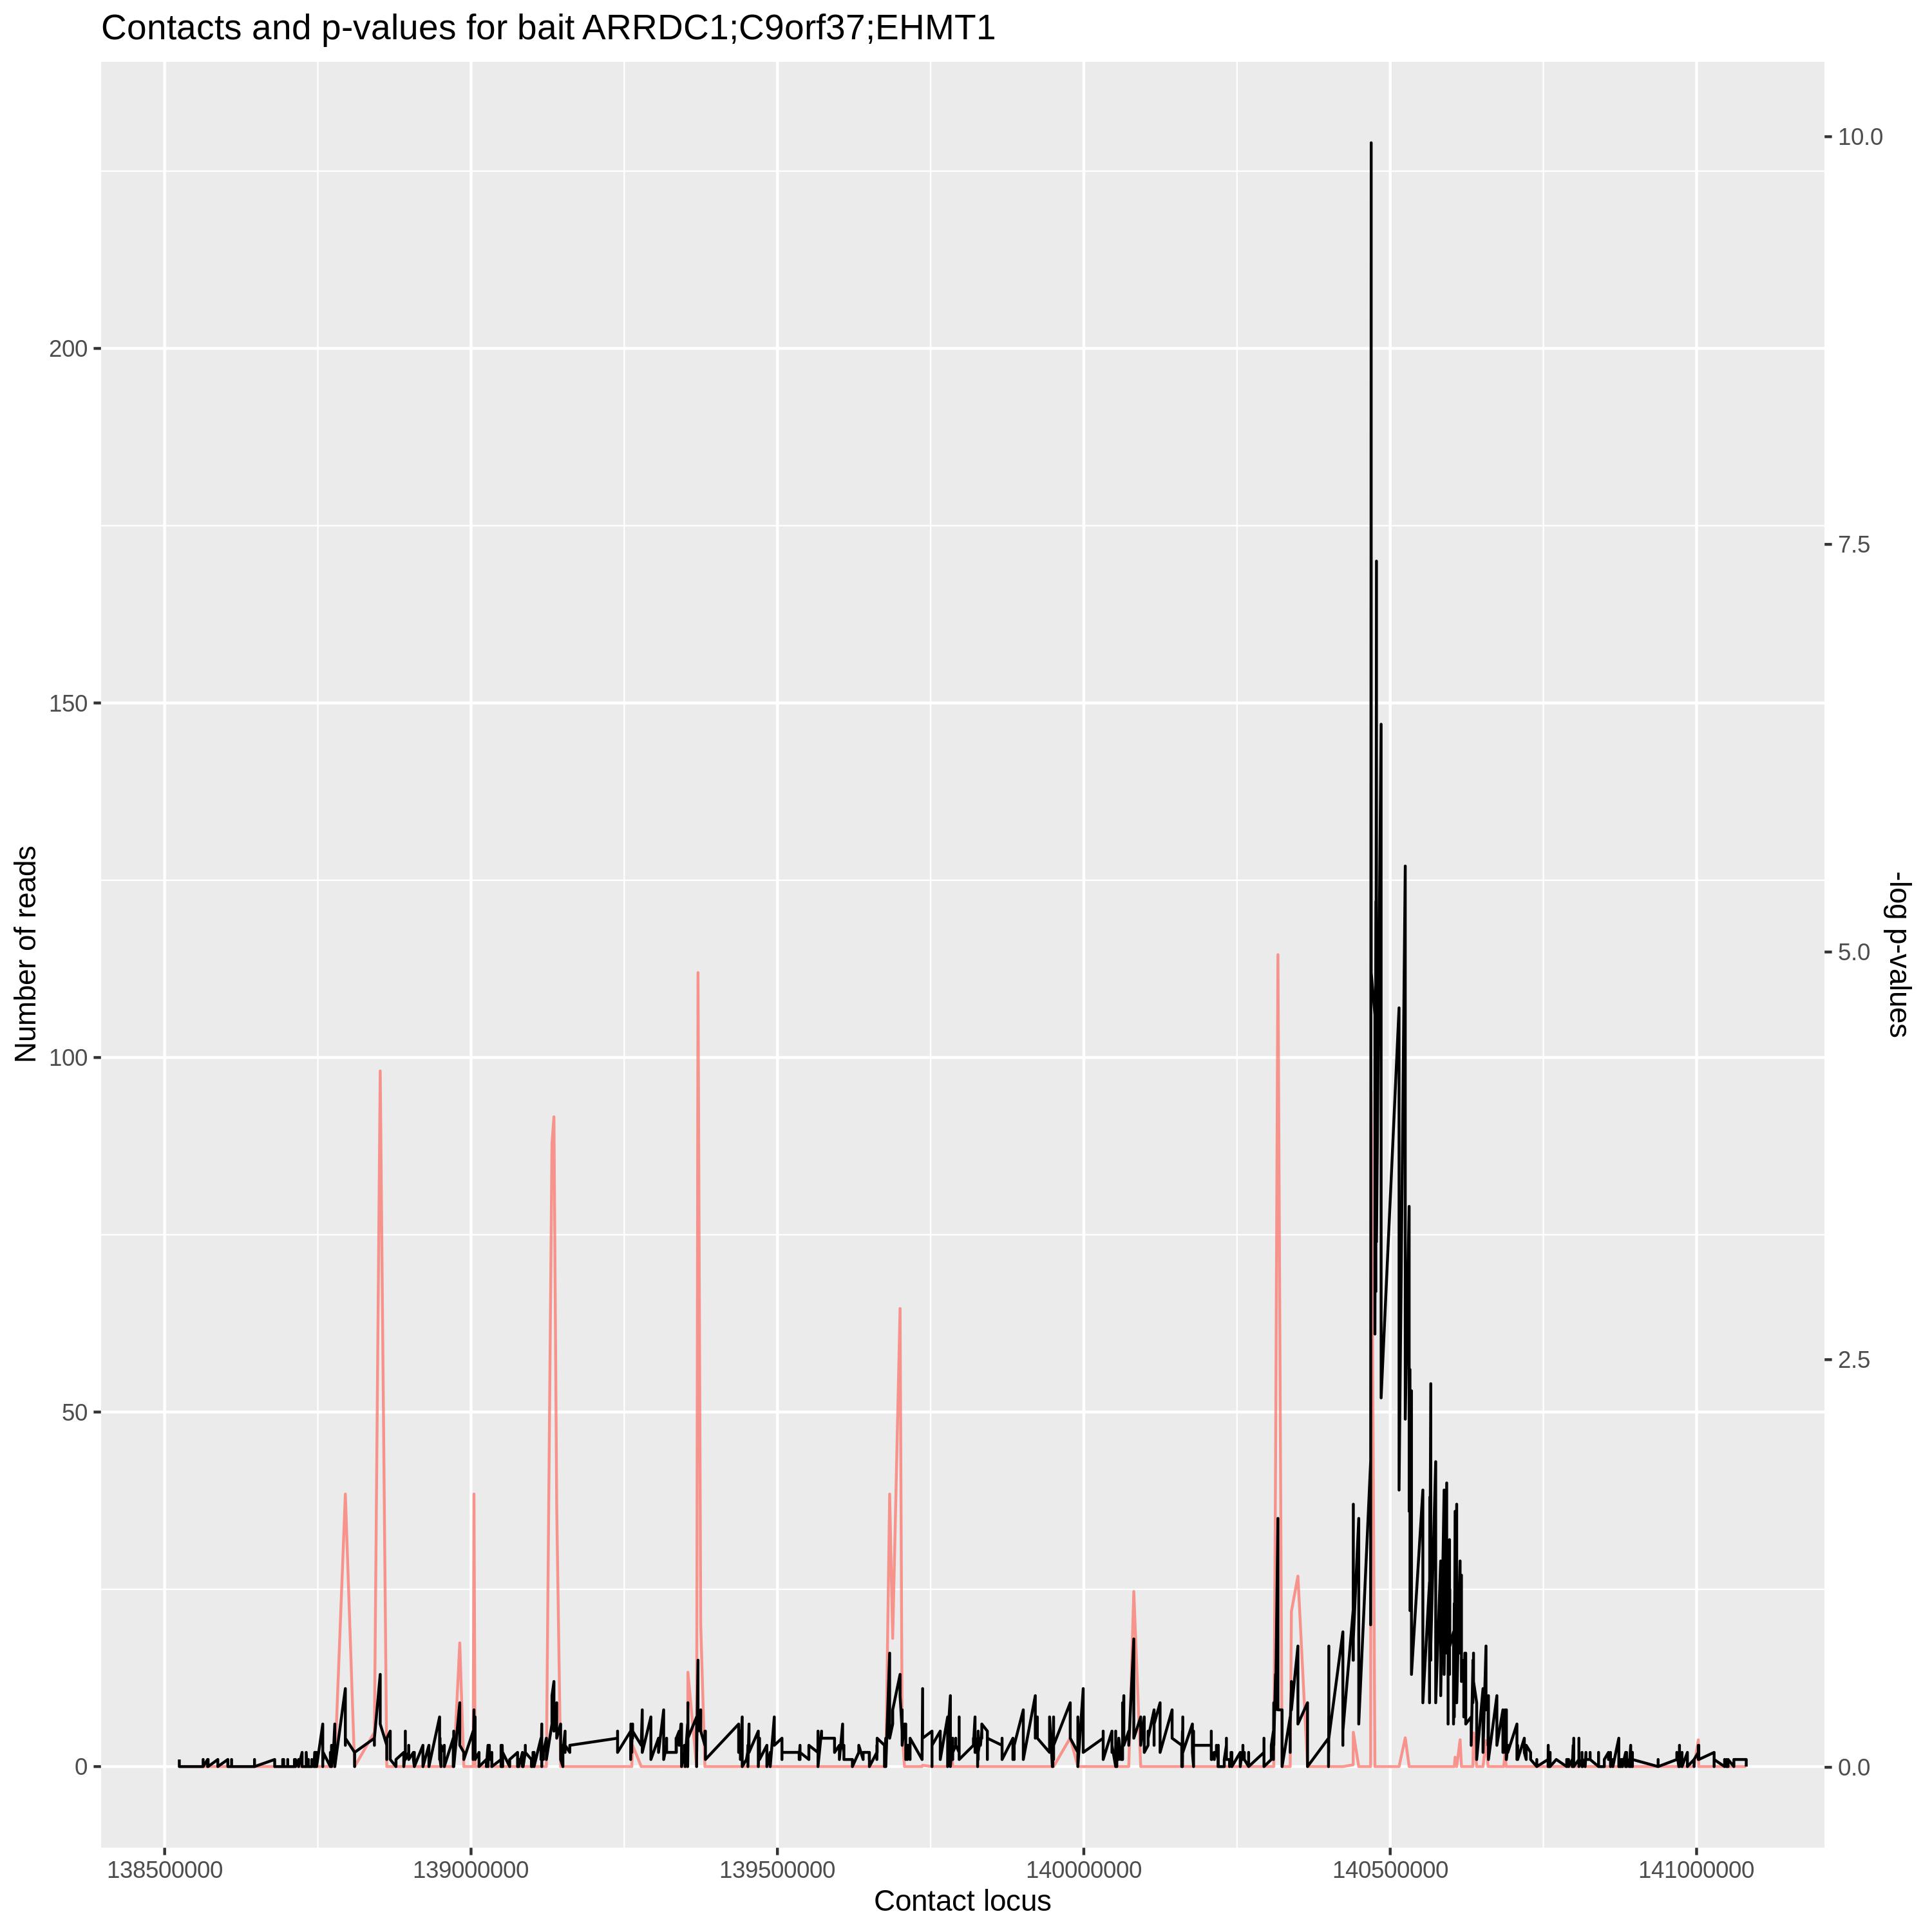 Contacts and p-values for bait ARRDC1;C9orf37;EHMT1
Number of reads
200
150
100
50
0
10.0
7.5
5.0
2.5
0.0
-log p-values
138500000 139000000 139500000 140000000 140500000 141000000
Contact locus